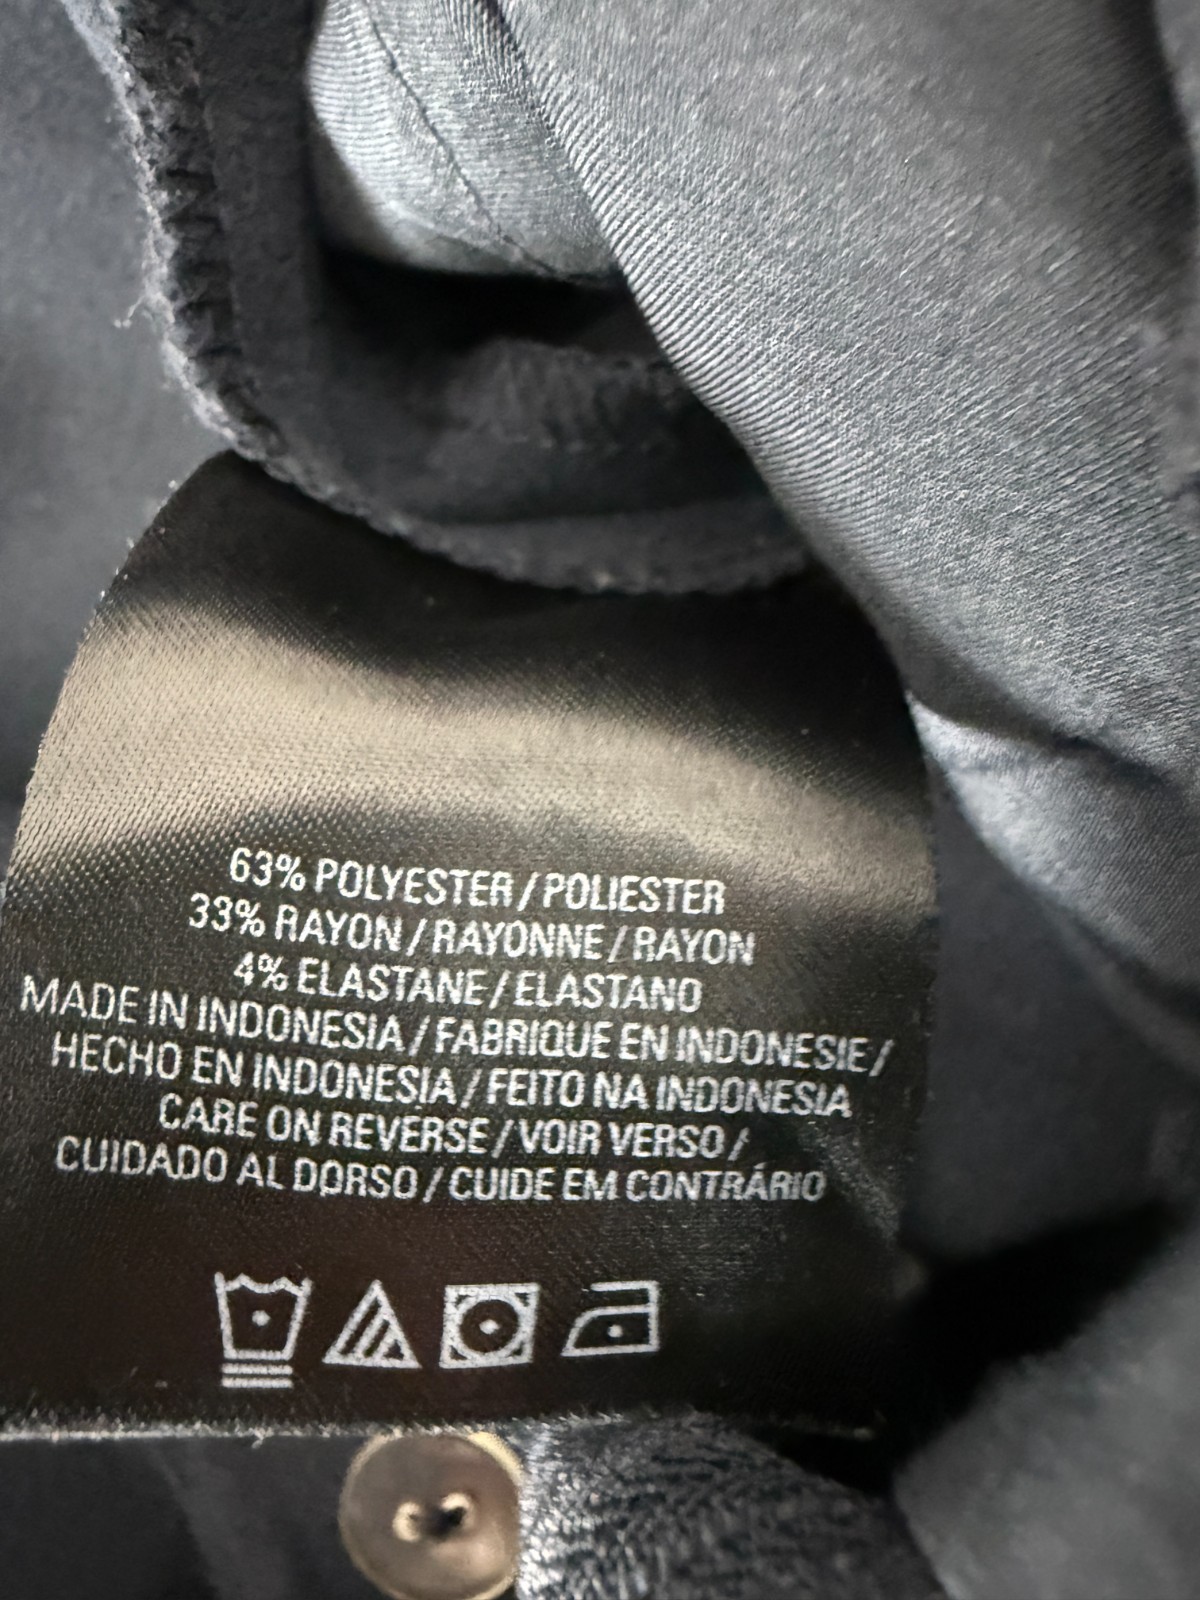 63% POLYESTER / POLIESTER
33% RAYON / RAYONNE / RAYON
4% ELASTANE / ELASTANO
MADE IN INDONESIA / FABRIQUE EN INDONESIE /
HECHO EN INDONESIA / FEITO NA INDONESIA
CARE ON REVERSE / VOIR VERSO /
CUIDADO AL DORSO / CUIDE EM CONTRÁRIO